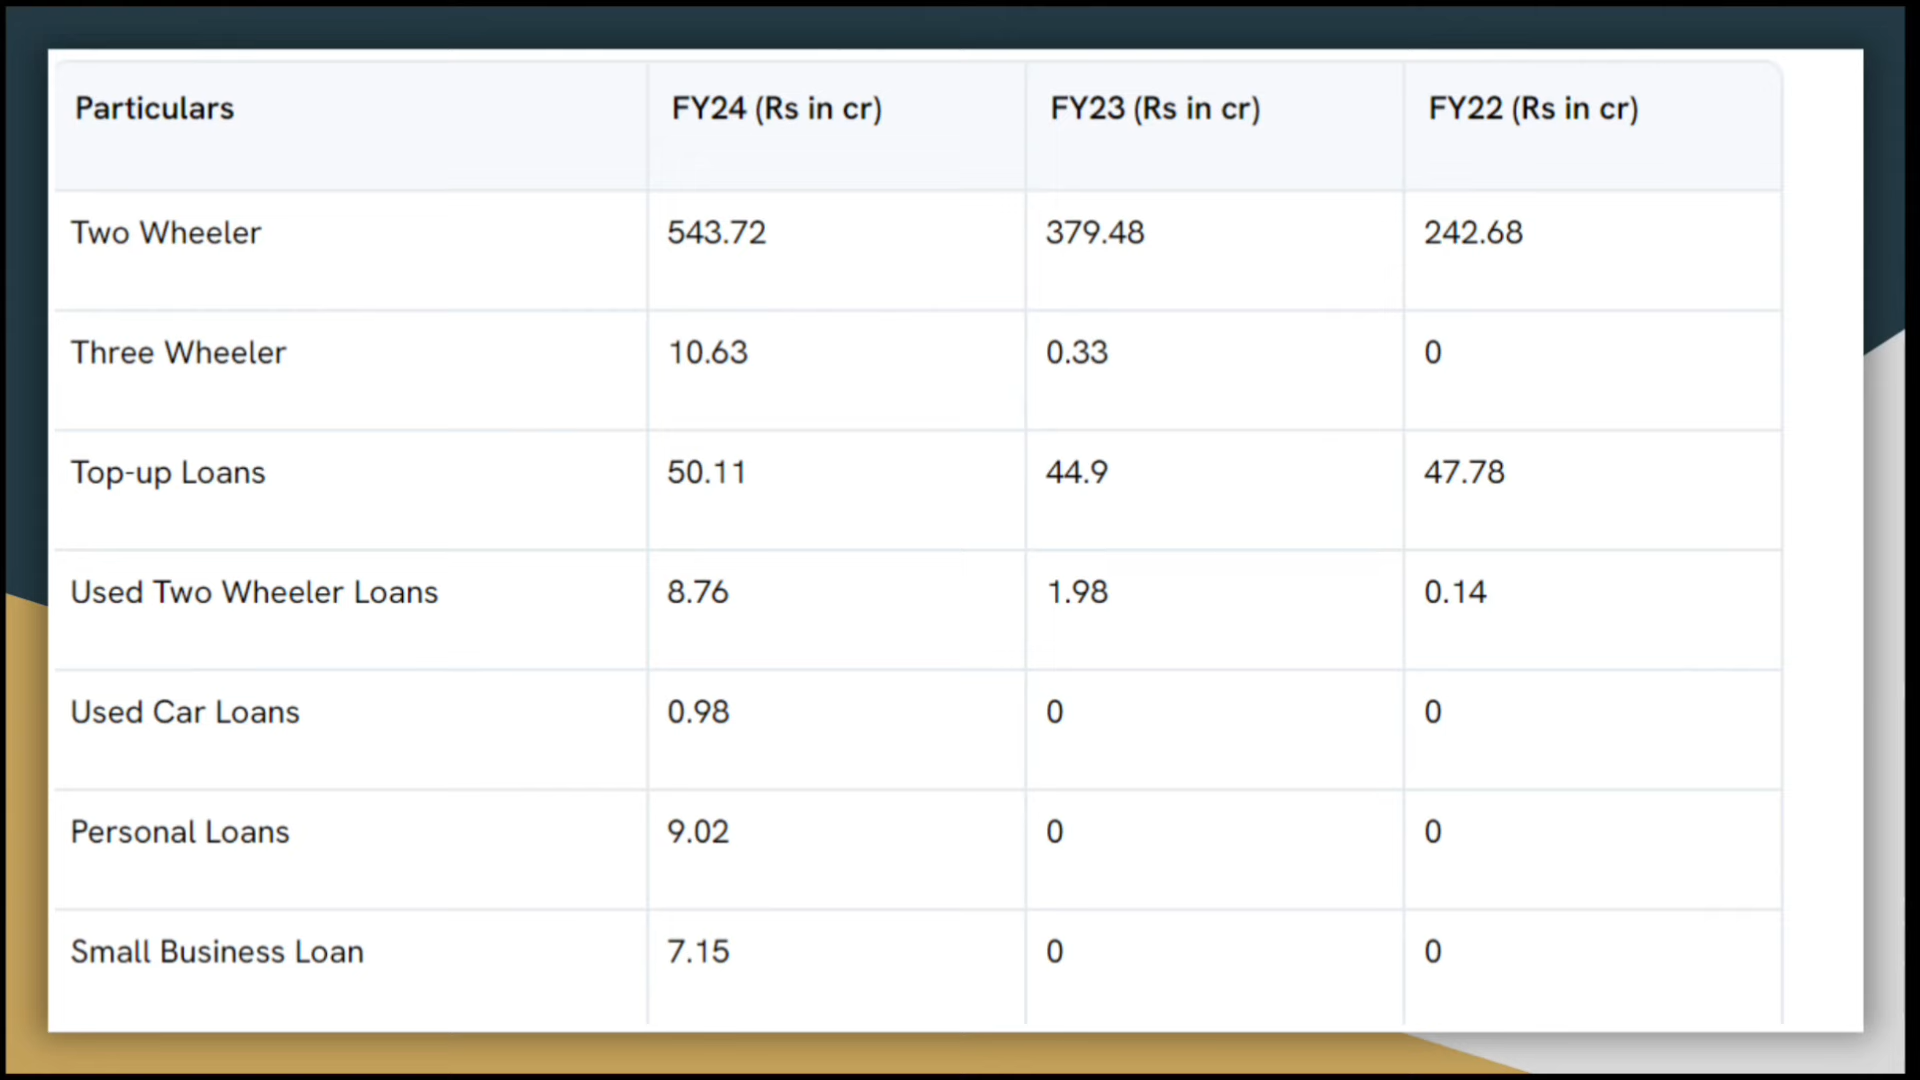 Particulars FY24 (Rs in cr) FY23 (Rs in cr) FY22 (Rs in cr)
Two Wheeler 543.72 379.48 242.68
Three Wheeler 10.63 0.33 0
Top-up Loans 50.11 44.9 47.78
Used Two Wheeler Loans 8.76 1.98 0.14
Used Car Loans 0.98 0 0
Personal Loans 9.02 0 0
Small Business Loan 7.15 0 0